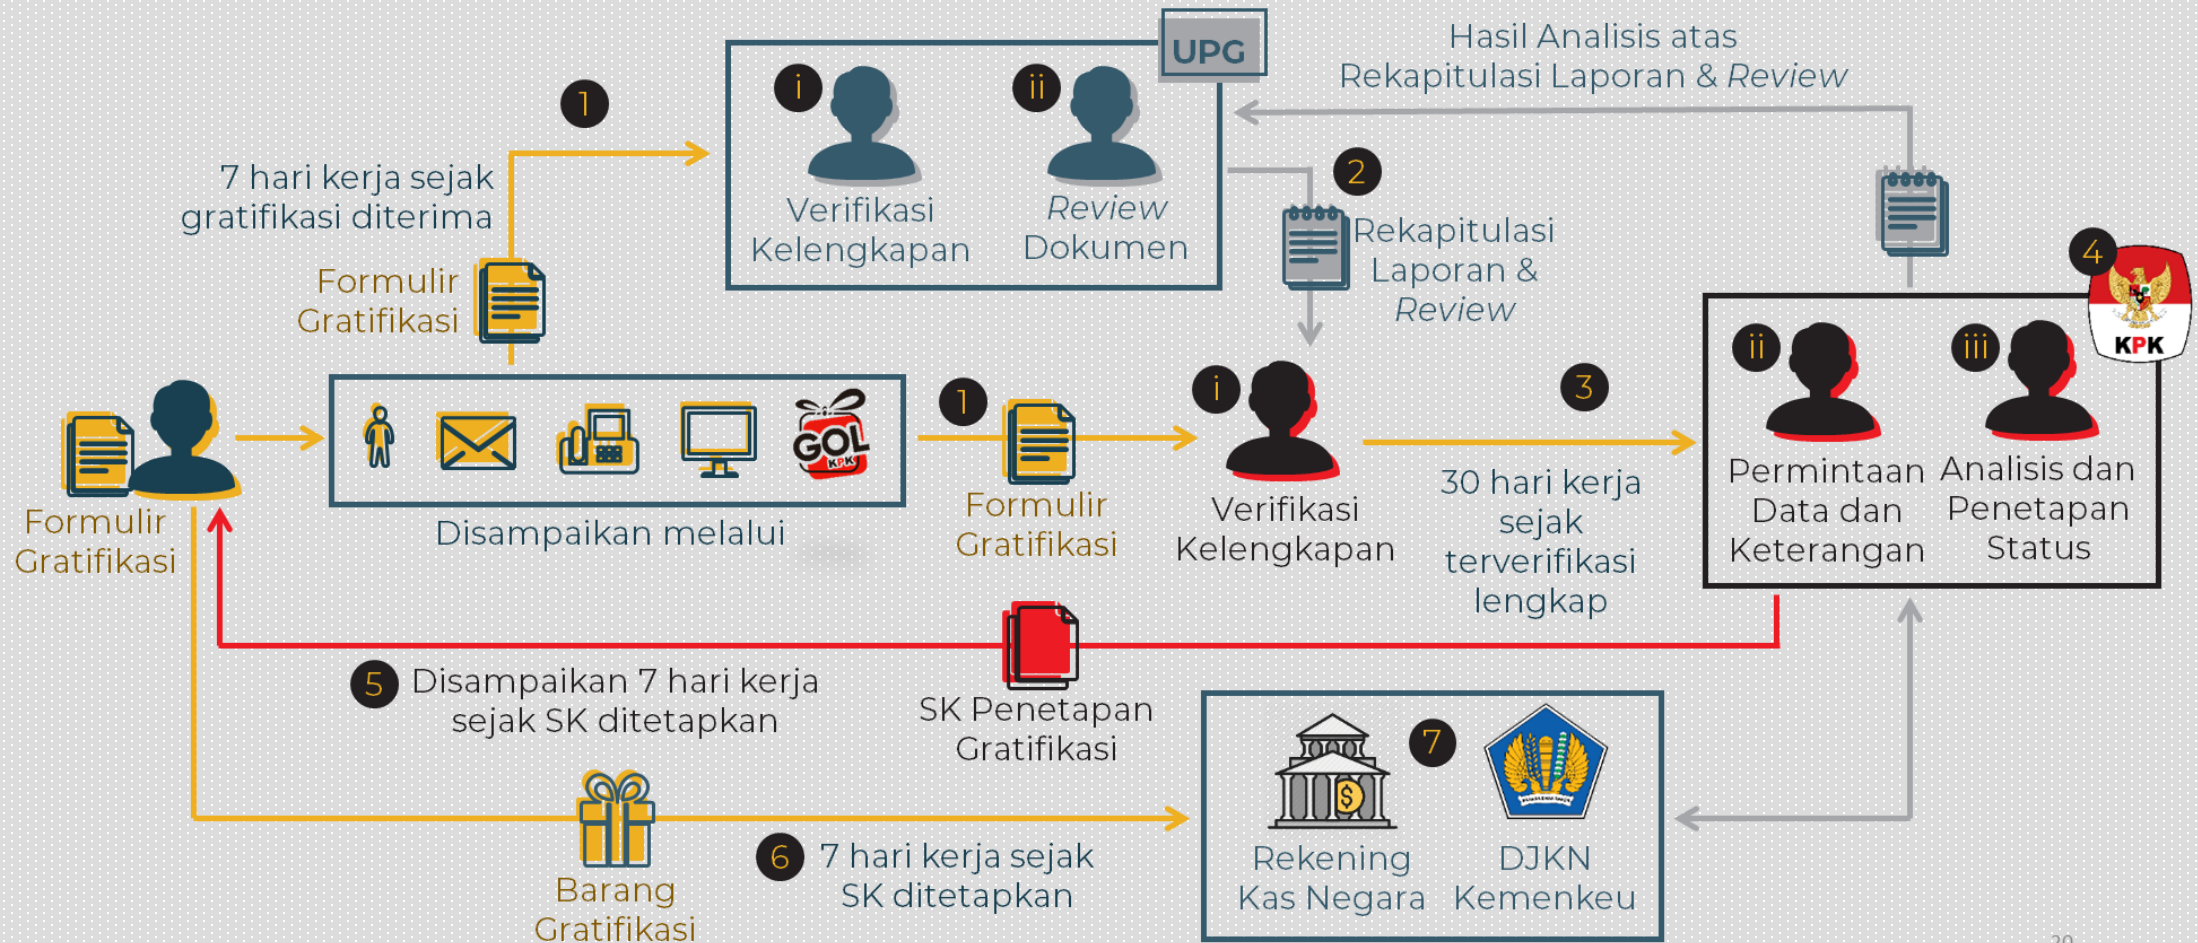 UPG
Hasil Analisis atas
Rekapitulasi Laporan & Review
1
i
ii
7 hari kerja sejak
gratifikasi diterima
Verifikasi
Kelengkapan
Review
Dokumen
2
Rekapitulasi
Laporan &
Review
Formulir
Gratifikasi
4
KPK
ii
iii
Permintaan
Data dan
Keterangan
Analisis dan
Penetapan
Status
Formulir
Gratifikasi
GOL
KPK
Disampaikan melalui
1
Formulir
Gratifikasi
i
Verifikasi
Kelengkapan
3
30 hari kerja
sejak
terverifikasi
lengkap
5
Disampaikan 7 hari kerja
sejak SK ditetapkan
SK Penetapan
Gratifikasi
Barang
Gratifikasi
6
7 hari kerja sejak
SK ditetapkan
$
7
Rekening
Kas Negara
DJKN
Kemenkeu
20